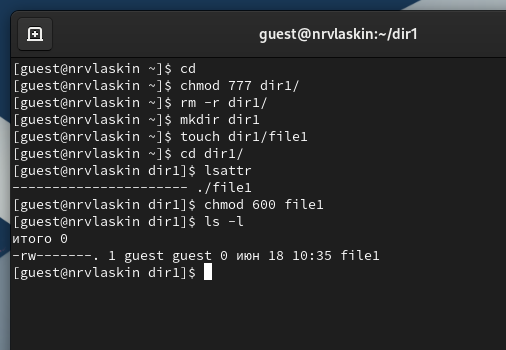 guest@nrvlaskin:~/dir1
[guest@nrvlaskin ~]$ cd
[guest@nrvlaskin ~]$ chmod 777 dir1/
[guest@nrvlaskin ~]$ rm -r dir1/
[guest@nrvlaskin ~]$ mkdir dir1
[guest@nrvlaskin ~]$ touch dir1/file1
[guest@nrvlaskin ~]$ cd dir1/
[guest@nrvlaskin dir1]$ lsattr
---------------------- ./file1
[guest@nrvlaskin dir1]$ chmod 600 file1
[guest@nrvlaskin dir1]$ ls -l
итого 0
-rw-------. 1 guest guest 0 июн 18 10:35 file1
[guest@nrvlaskin dir1]$